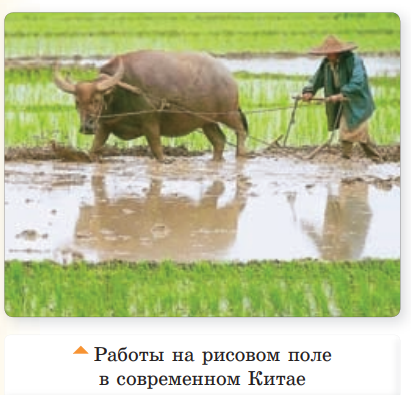 Работы на рисовом поле
в современном Китае